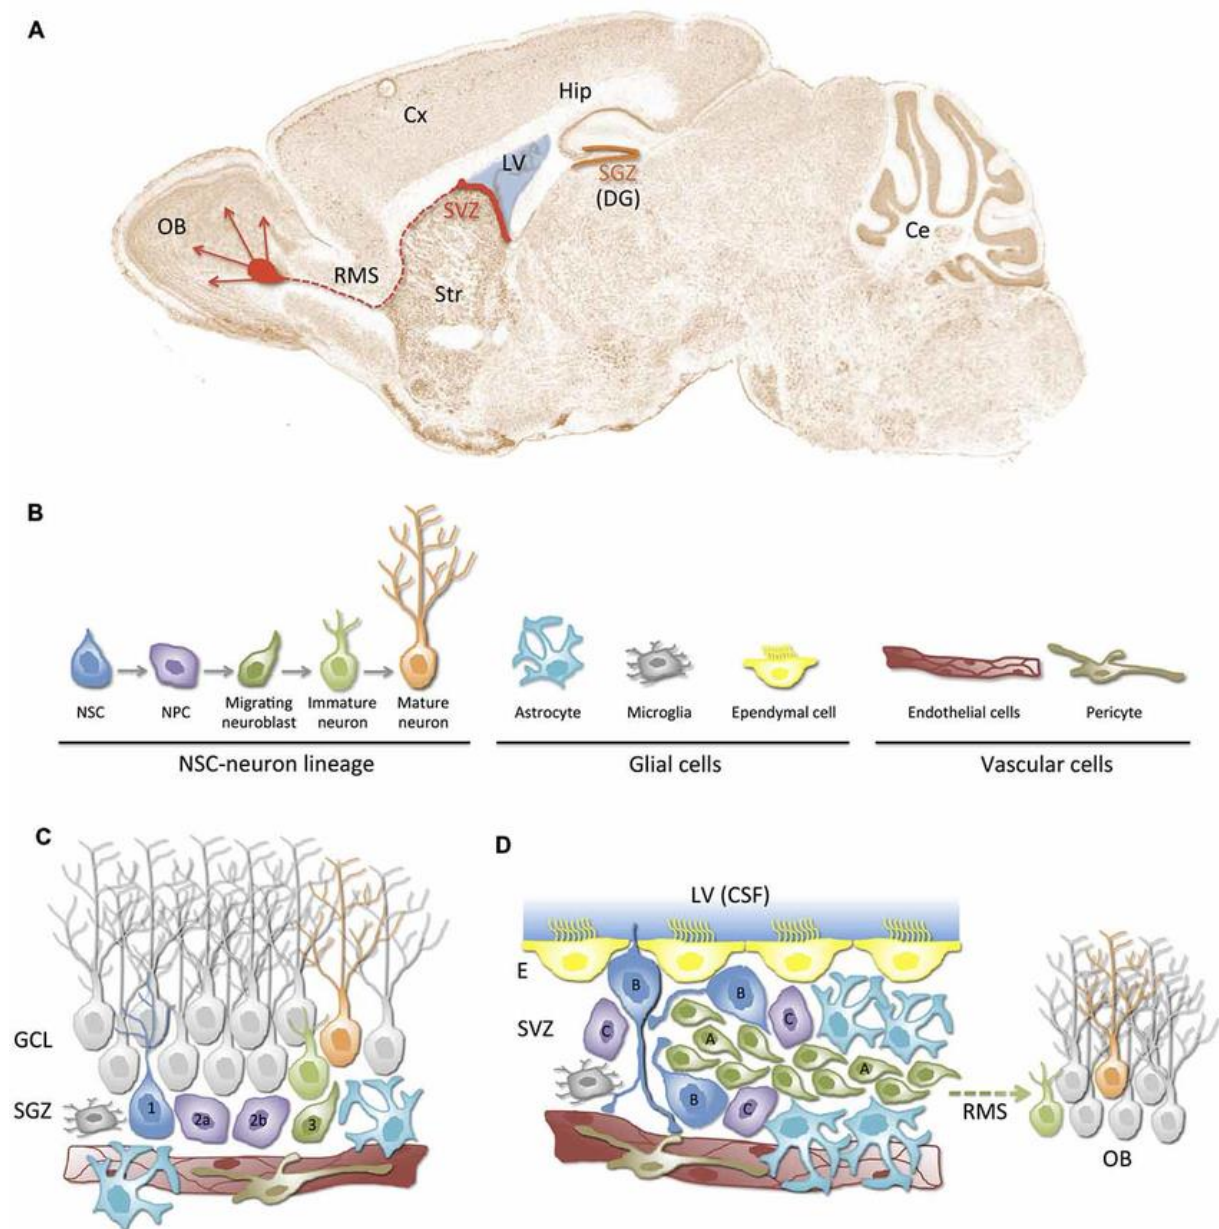 A
Hip
Cx
LV
SGZ
(DG)
SVZ
OB
Ce
RMS
Str
B
NSC
NPC
Migrating
neuroblast
Immature
neuron
Mature
neuron
Astrocyte
Microglia
Ependymal cell
Endothelial cells
Pericyte
NSC-neuron lineage
Glial cells
Vascular cells
C
GCL
SGZ
1
2a
2b
3
D
LV (CSF)
E
B
B
SVZ
C
C
A
A
B
C
RMS
OB